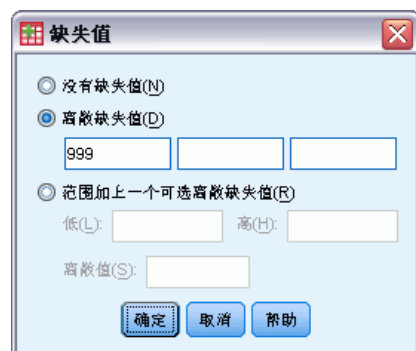 缺失值
没有缺失值(N)
离散缺失值(D)
999
范围加上一个可选离散缺失值(R)
低(L): 高(H):
离散值(S):
确定 取消 帮助